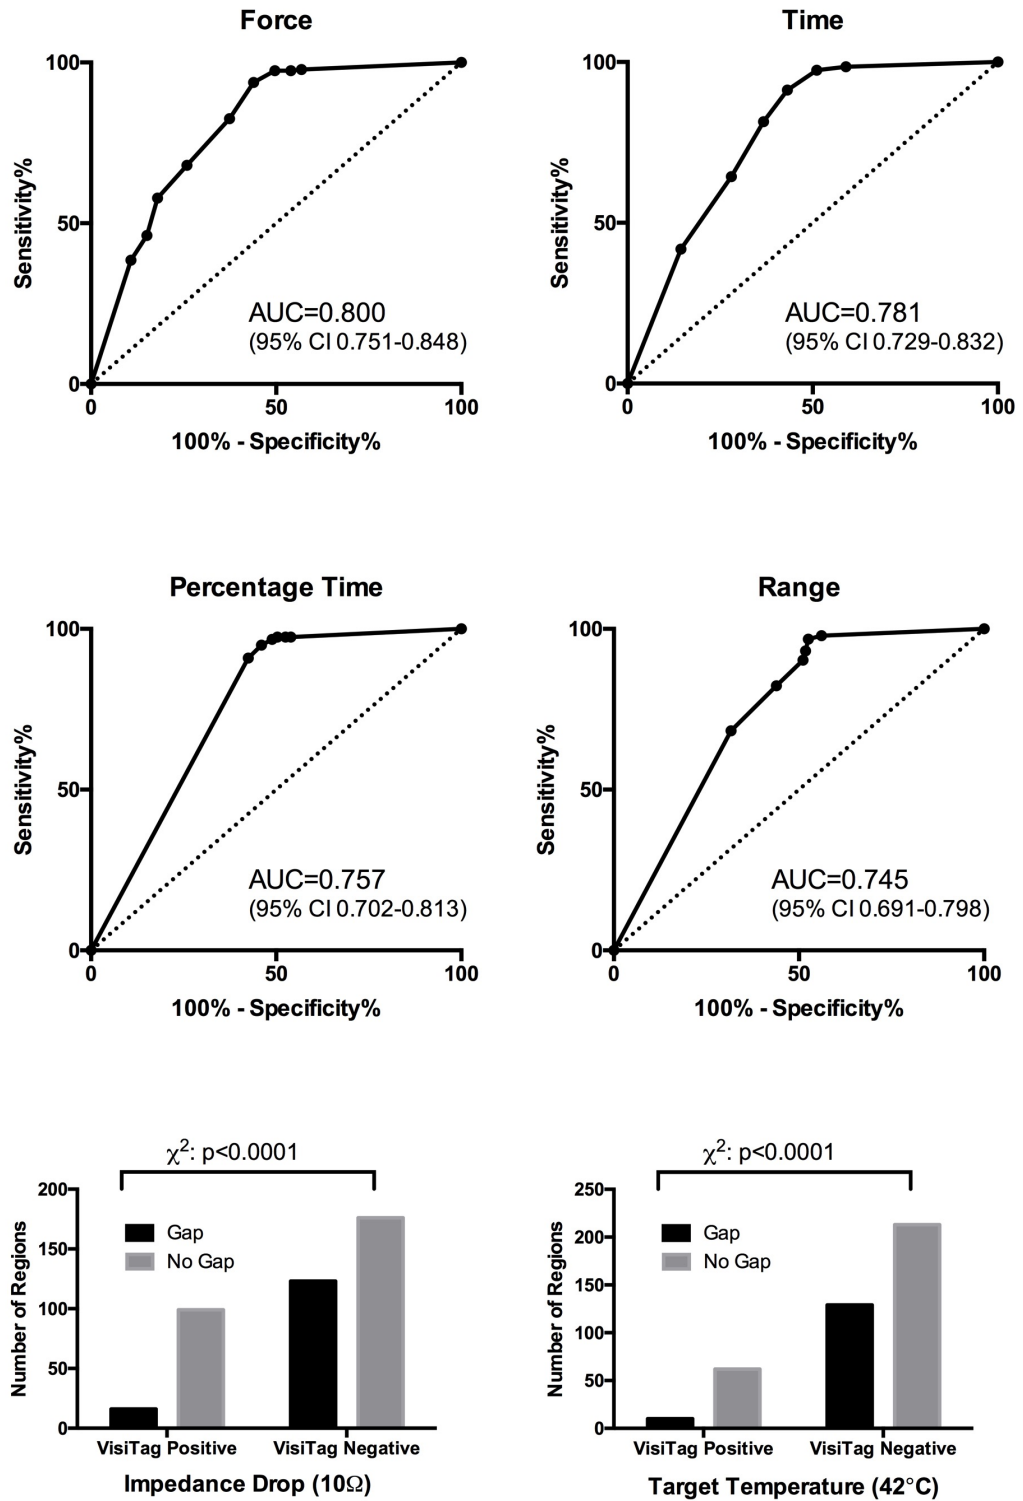 Force
100
50
0
Sensitivity%
AUC=0.800
(95% CI 0.751-0.848)
0 50 100
100% - Specificity%
Time
100
50
0
Sensitivity%
AUC=0.781
(95% CI 0.729-0.832)
0 50 100
100% - Specificity%
Percentage Time
100
50
0
Sensitivity%
AUC=0.757
(95% CI 0.702-0.813)
0 50 100
100% - Specificity%
Range
100
50
0
Sensitivity%
AUC=0.745
(95% CI 0.691-0.798)
0 50 100
100% - Specificity%
χ²: p<0.0001
200
150
100
50
0
Number of Regions
Gap
No Gap
VisiTag Positive VisiTag Negative
Impedance Drop (10Ω)
χ²: p<0.0001
250
200
150
100
50
0
Number of Regions
Gap
No Gap
VisiTag Positive VisiTag Negative
Target Temperature (42°C)